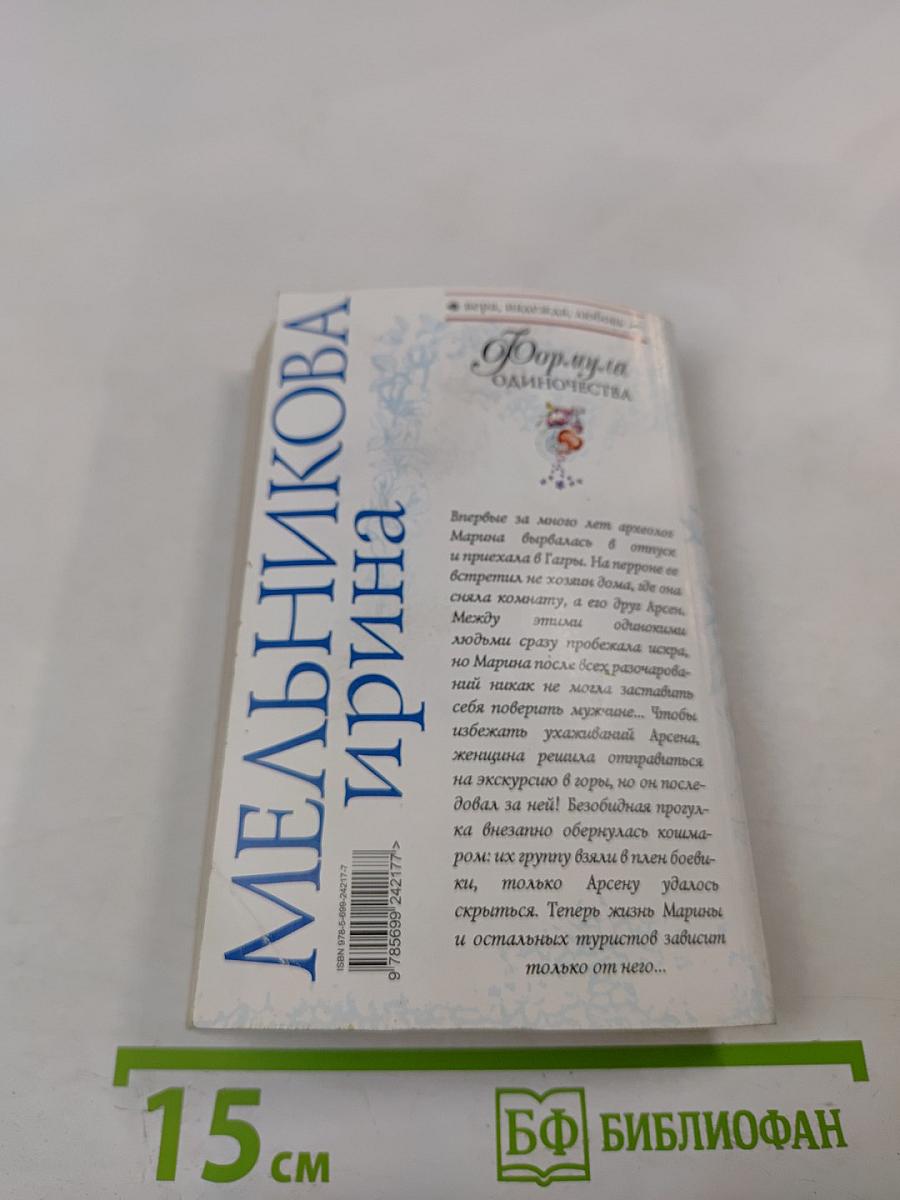 МЕЛЬНИКОВА
ирина
ISBN 978-5-699-24217-7
9 785699 242177 >
вера, надежда, любовь
Формула
ОДИНОЧЕСТВА
Впервые за много лет археолог
Марина вырвалась в отпуск
и приехала в Гагры. На перроне ее
встретил не хозяин дома, где она
сняла комнату, а его друг Арсен.
Между этими одинокими
людьми сразу пробежала искра,
но Марина после всех разочарова-
ний никак не могла заставить
себя поверить мужчине... Чтобы
избежать ухаживаний Арсена,
женщина решила отправиться
на экскурсию в горы, но он после-
довал за ней! Безобидная прогул-
ка внезапно обернулась кошма-
ром: их группу взяли в плен боеви-
ки, только Арсену удалось
скрыться. Теперь жизнь Марины
и остальных туристов зависит
только от него...
15 см
БФ БИБЛИОФАН